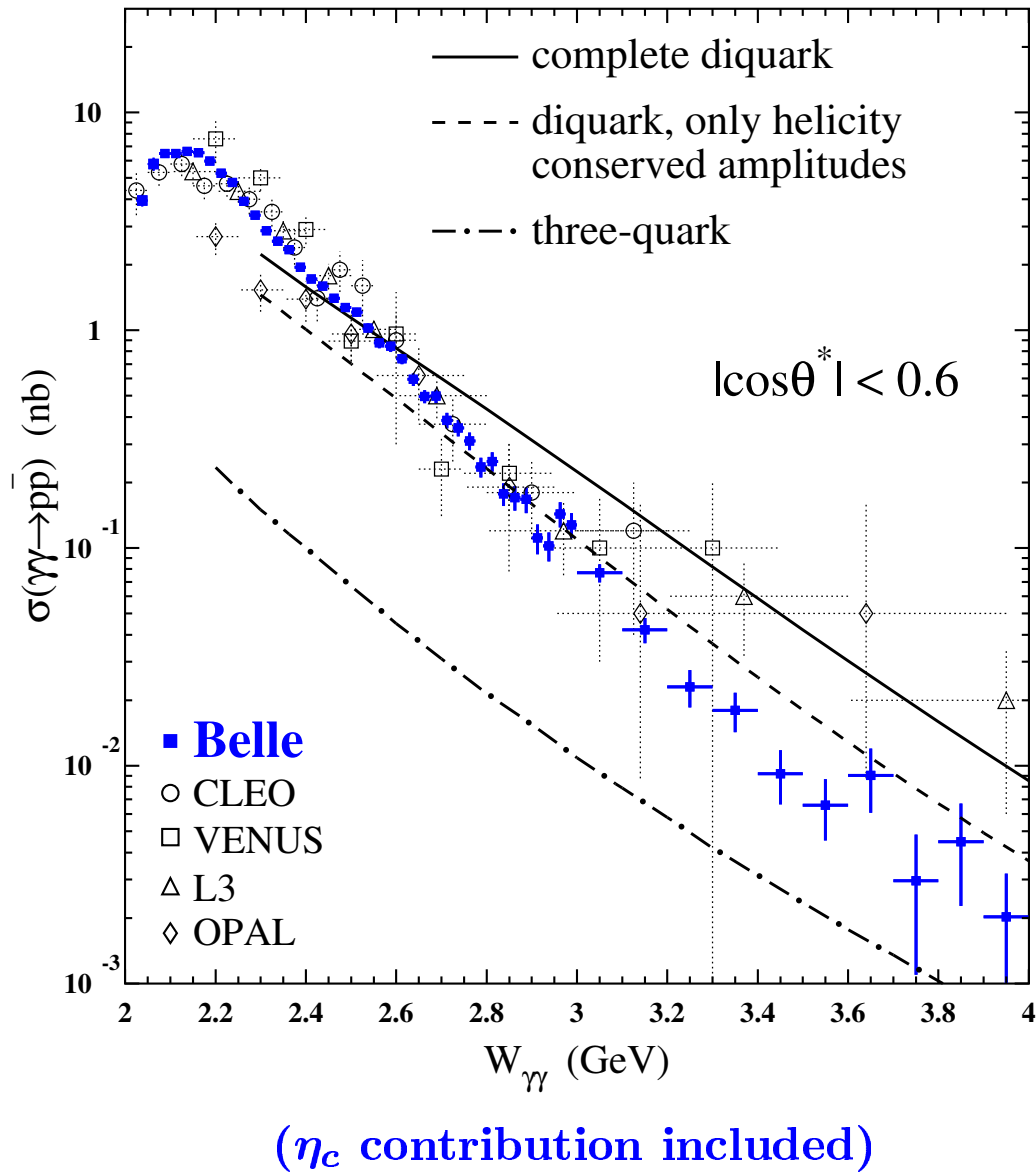 complete diquark
diquark, only helicity
conserved amplitudes
three-quark
|cosθ*| < 0.6
σ(γγ→pp̄) (nb)
10
1
10 -1
10 -2
10 -3
Belle
CLEO
VENUS
L3
OPAL
2 2.2 2.4 2.6 2.8 3 3.2 3.4 3.6 3.8 4
Wγγ (GeV)
(ηc contribution included)